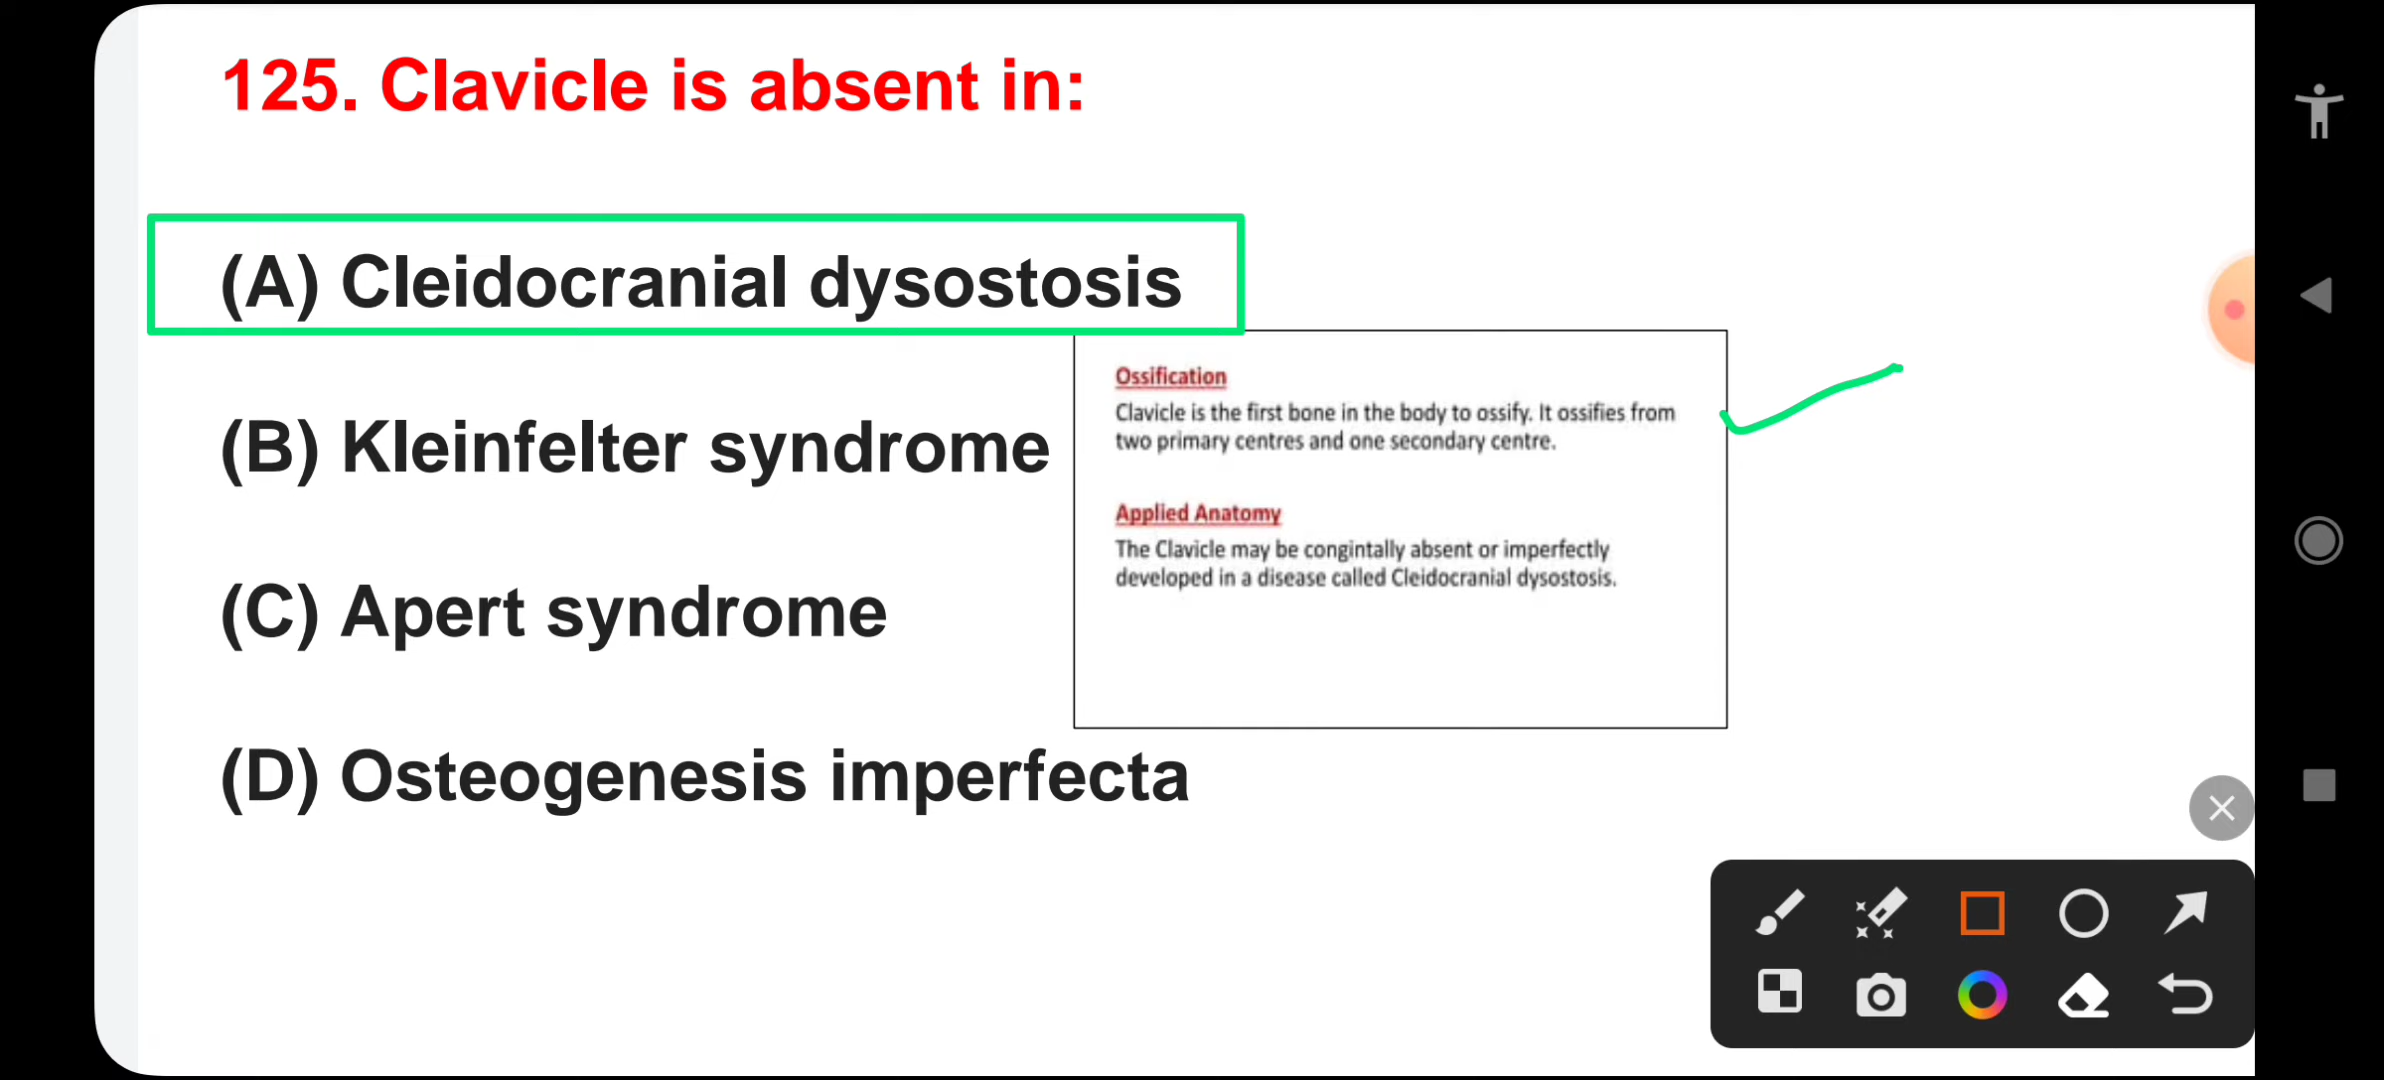 125. Clavicle is absent in:
(A) Cleidocranial dysostosis
(B) Kleinfelter syndrome
(C) Apert syndrome
(D) Osteogenesis imperfecta
Ossification
Clavicle is the first bone in the body to ossify. It ossifies from
two primary centres and one secondary centre.
Applied Anatomy
The Clavicle may be congintally absent or imperfectly
developed in a disease called Cleidocranial dysostosis.